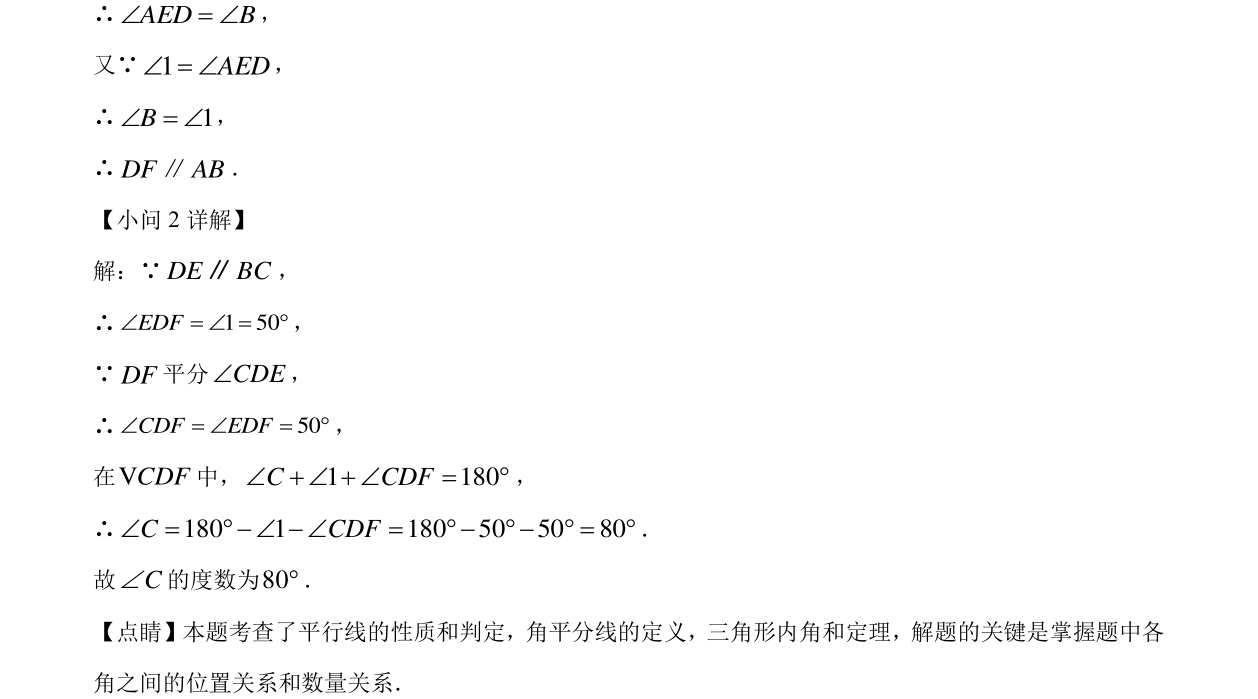 ∴∠AED=∠B，
又∵∠1=∠AED，
∴∠B=∠1，
∴DF∥AB．
【小问 2 详解】
解：∵DE∥BC，
∴∠EDF=∠1=50°，
∵DF平分∠CDE，
∴∠CDF=∠EDF=50°，
在VCDF中，∠C+∠1+∠CDF=180°，
∴∠C=180°−∠1−∠CDF=180°−50°−50°=80°．
故∠C的度数为80°．
【点睛】本题考查了平行线的性质和判定，角平分线的定义，三角形内角和定理，解题的关键是掌握题中各
角之间的位置关系和数量关系．